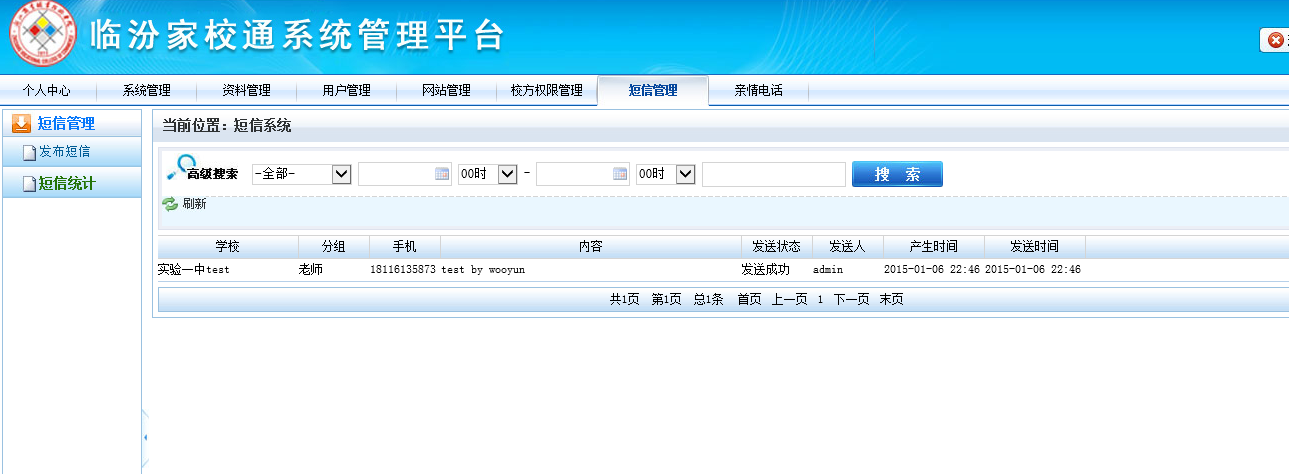 临汾家校通系统管理平台
个人中心 系统管理 资料管理 用户管理 网站管理 校方权限管理 短信管理 亲情电话
短信管理
发布短信
短信统计
当前位置：短信系统
高级搜索 -全部- 00时 - 00时 搜 索
刷新
学校 分组 手机 内容 发送状态 发送人 产生时间 发送时间
实验一中test 老师 18116135873 test by wooyun 发送成功 admin 2015-01-06 22:46 2015-01-06 22:46
共1页 第1页 总1条 首页 上一页 1 下一页 末页